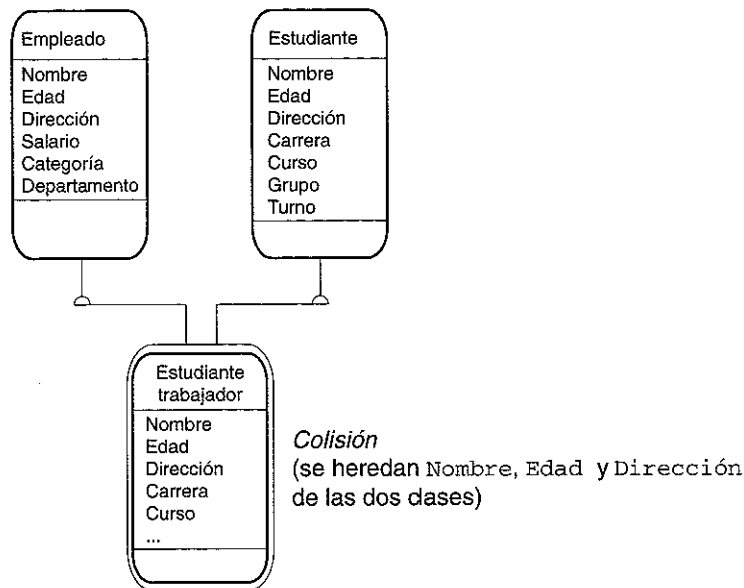 Empleado
Nombre
Edad
Dirección
Salario
Categoría
Departamento
Estudiante
Nombre
Edad
Dirección
Carrera
Curso
Grupo
Turno
Estudiante
trabajador
Nombre
Edad
Dirección
Carrera
Curso
...
Colisión
(se heredan Nombre, Edad y Dirección
de las dos clases)